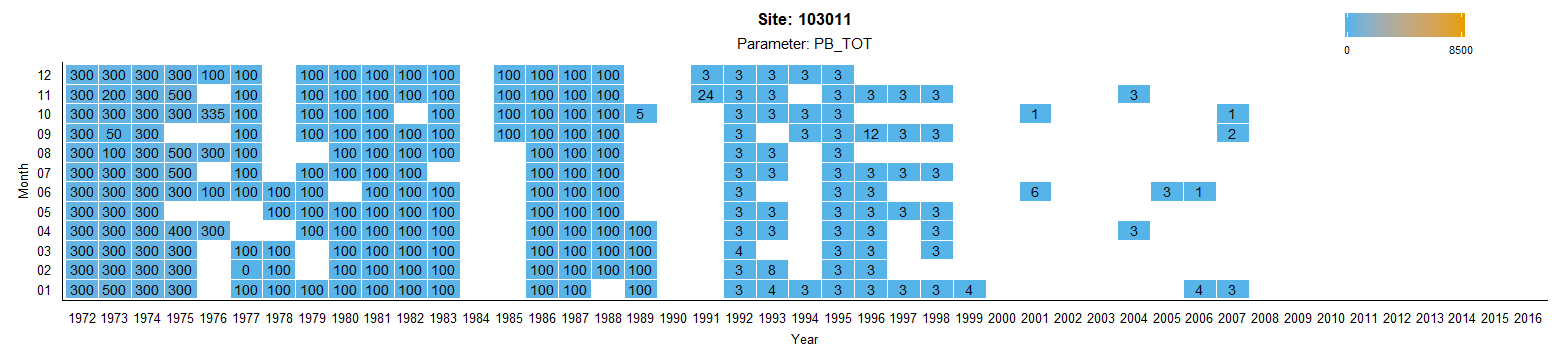 Site: 103011
Parameter: PB_TOT
0 8500
12 300 300 300 300 100 100 100 100 100 100 100 100 100 100 100 3 3 3 3 3
11 300 200 300 500 100 100 100 100 100 100 100 100 100 100 24 3 3 3 3 3 3 3
10 300 300 300 300 335 100 100 100 100 100 100 100 100 100 5 3 3 3 3 1 1
09 300 50 300 100 100 100 100 100 100 100 100 100 100 3 3 3 12 3 3 2
08 300 100 300 500 300 100 100 100 100 100 100 100 100 3 3 3
07 300 300 300 500 100 100 100 100 100 100 100 100 3 3 3 3 3 3
06 300 300 300 300 100 100 100 100 100 100 100 100 100 100 3 3 3 6 3 1
05 300 300 300 100 100 100 100 100 100 100 100 100 3 3 3 3 3 3
04 300 300 300 400 300 100 100 100 100 100 100 100 100 100 3 3 3 3 3 3
03 300 300 300 300 100 100 100 100 100 100 100 100 100 100 4 3 3 3
02 300 300 300 300 0 100 100 100 100 100 100 100 100 100 3 8 3 3
01 300 500 300 300 100 100 100 100 100 100 100 100 100 100 3 4 3 3 3 3 3 4 4 3
Month
1972 1973 1974 1975 1976 1977 1978 1979 1980 1981 1982 1983 1984 1985 1986 1987 1988 1989 1990 1991 1992 1993 1994 1995 1996 1997 1998 1999 2000 2001 2002 2003 2004 2005 2006 2007 2008 2009 2010 2011 2012 2013 2014 2015 2016
Year